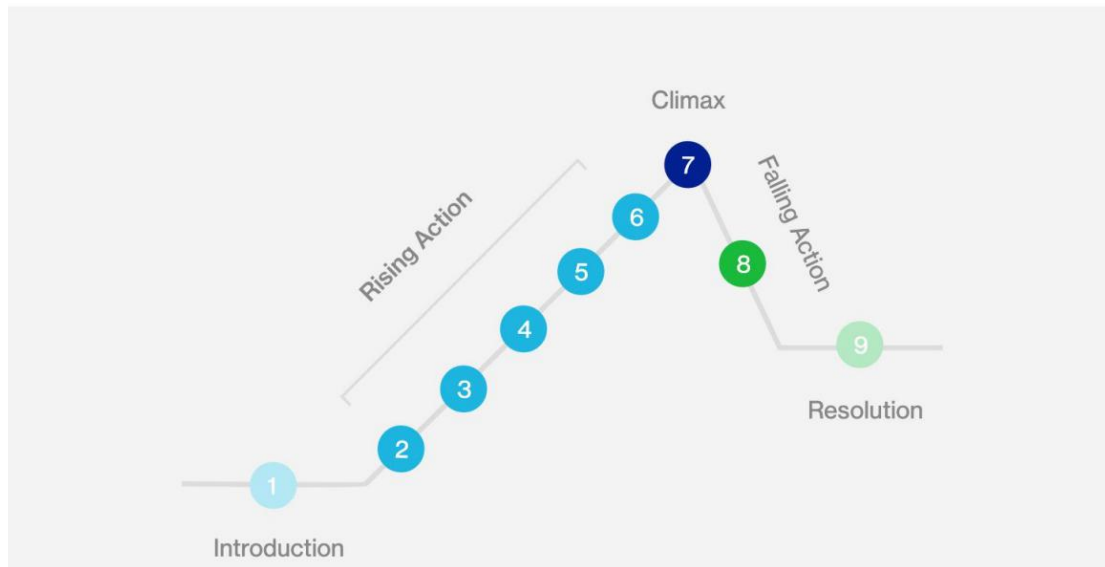 Climax
7
Falling Action
Rising Action
6
8
5
4
9
3
Resolution
2
1
Introduction